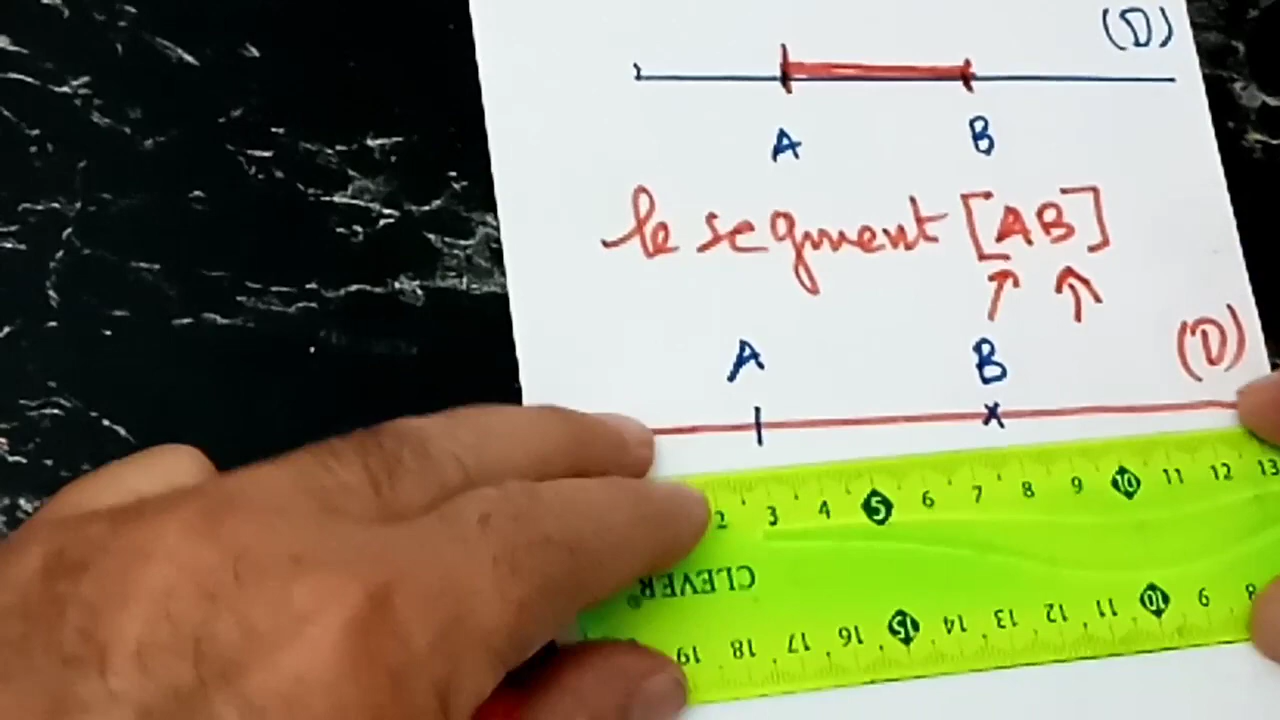 (D)
A B
le segment [AB]
A B
(D)
2 3 4 5 6 7 8 9 10 11 12 13
CLEVER®
19 18 17 16 15 14 13 12 11 10 9 8